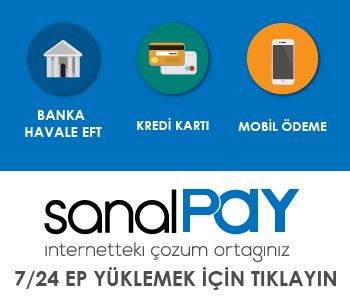 BANKA
HAVALE EFT
KREDİ KARTI
MOBİL ÖDEME
sanalPAY
internetteki çözüm ortağınız
7/24 EP YÜKLEMEK İÇİN TIKLAYIN